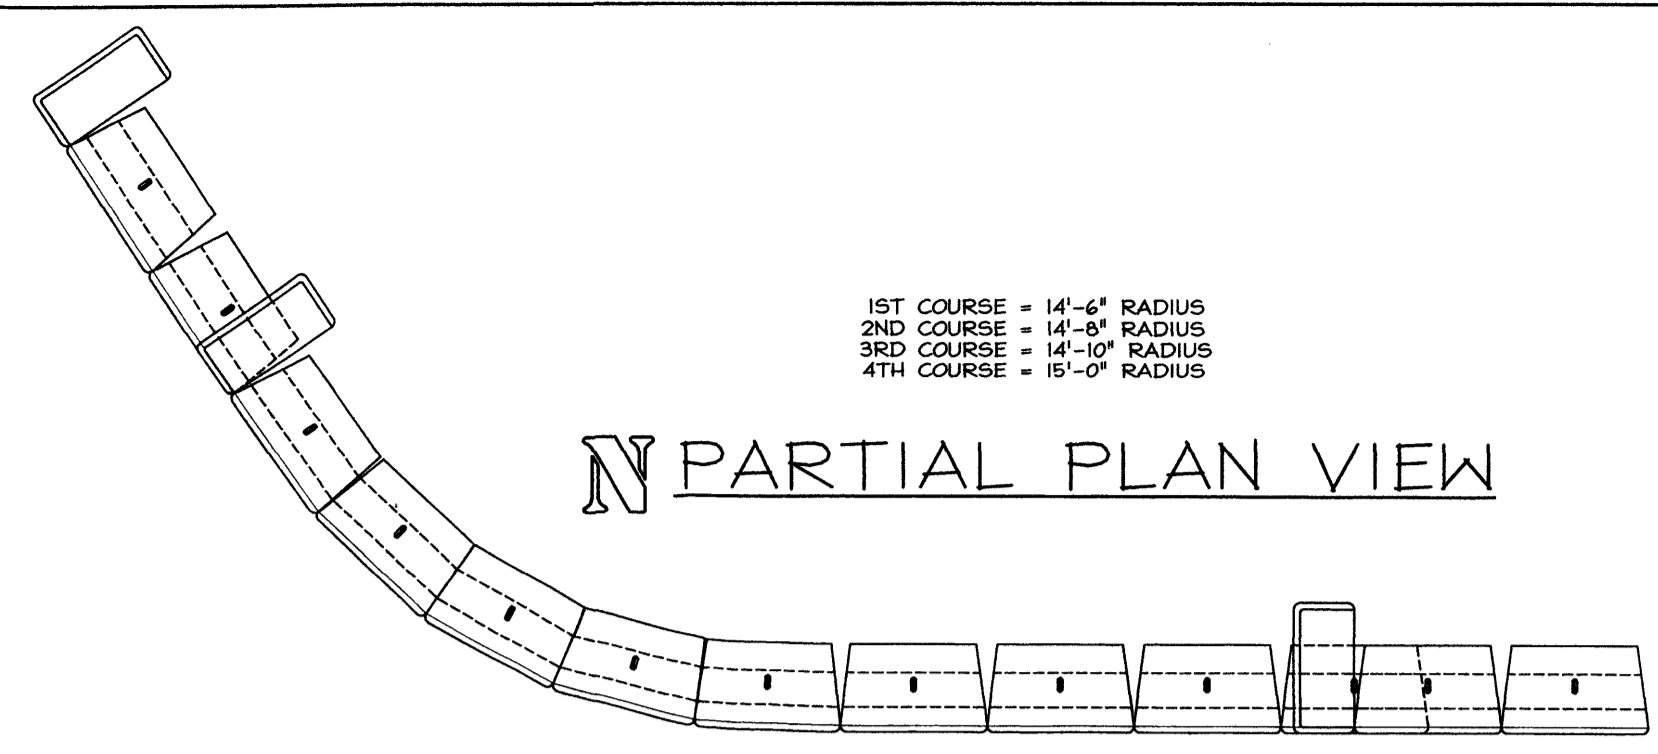 1ST COURSE = 14'-6" RADIUS
2ND COURSE = 14'-8" RADIUS
3RD COURSE = 14'-10" RADIUS
4TH COURSE = 15'-0" RADIUS
N PARTIAL PLAN VIEW